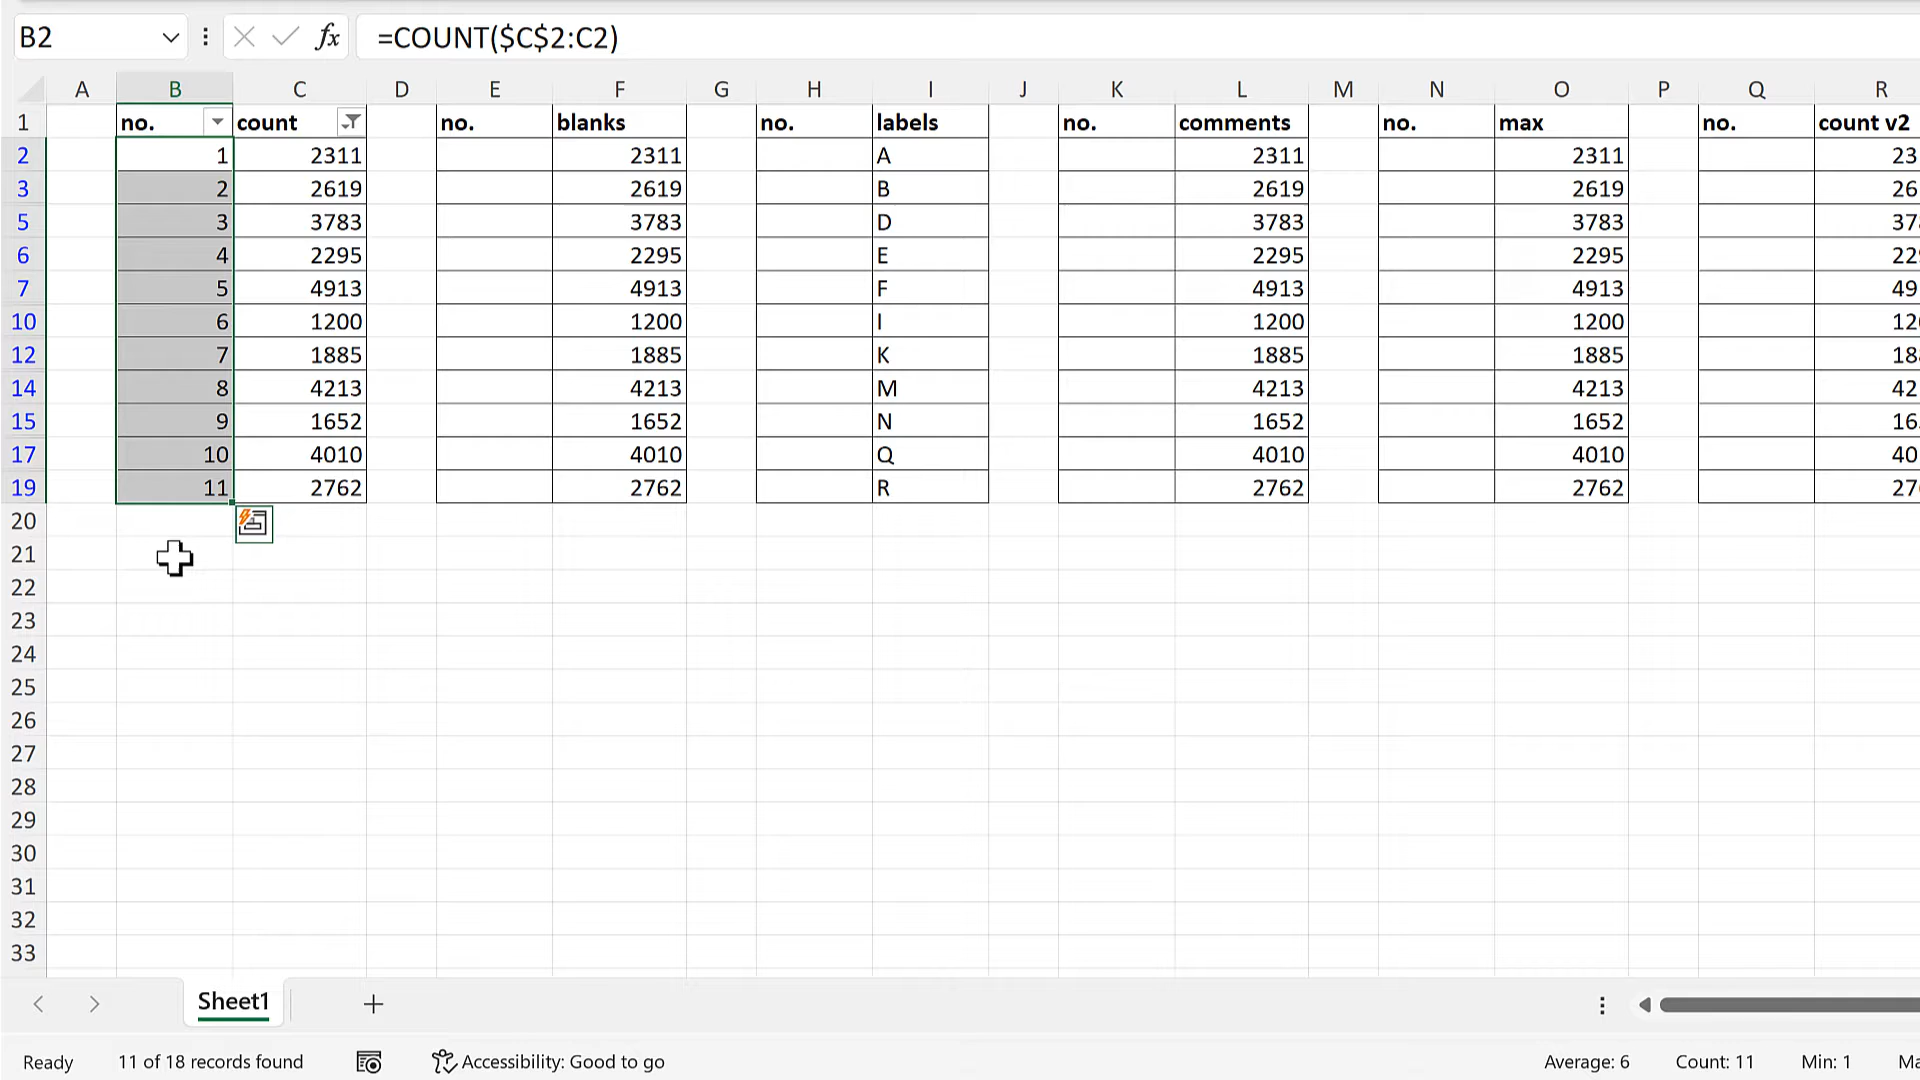 B2 fx =COUNT($C$2:C2)
A B C D E F G H I J K L M N O P Q R
1 no. count no. blanks no. labels no. comments no. max no. count v2
2 1 2311 2311 A 2311 2311 23
3 2 2619 2619 B 2619 2619 26
5 3 3783 3783 D 3783 3783 37
6 4 2295 2295 E 2295 2295 22
7 5 4913 4913 F 4913 4913 49
10 6 1200 1200 I 1200 1200 12
12 7 1885 1885 K 1885 1885 18
14 8 4213 4213 M 4213 4213 42
15 9 1652 1652 N 1652 1652 16
17 10 4010 4010 Q 4010 4010 40
19 11 2762 2762 R 2762 2762 27
20
21
22
23
24
25
26
27
28
29
30
31
32
33
Sheet1
Ready 11 of 18 records found Accessibility: Good to go Average: 6 Count: 11 Min: 1 Ma